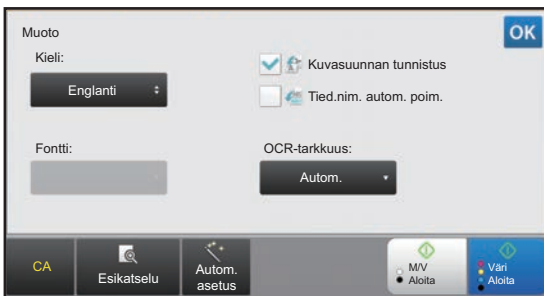 Muoto
OK
Kieli:
Kuvasuunnan tunnistus
Englanti
Tied.nim. autom. poim.
Fontti:
OCR-tarkkuus:
Autom.
CA
Esikatselu
Autom.
asetus
M/V
Aloita
Väri
Aloita